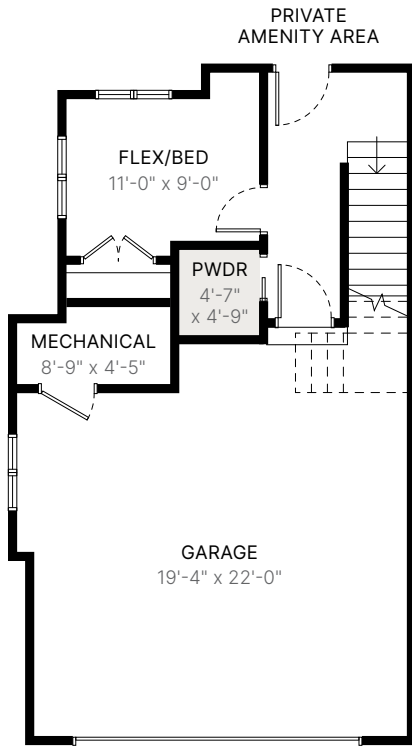 PRIVATE
AMENITY AREA
FLEX/BED
11'-0" x 9'-0"
PWDR
4'-7"
x 4'-9"
MECHANICAL
8'-9" x 4'-5"
GARAGE
19'-4" x 22'-0"